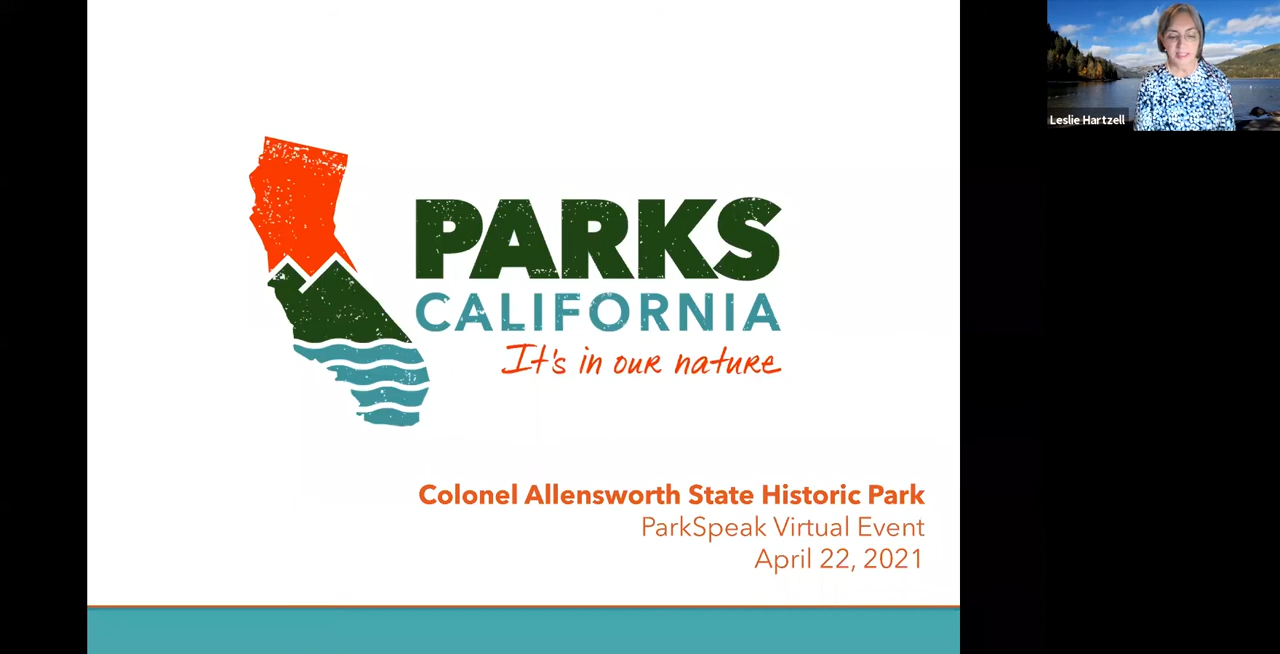 PARKS
CALIFORNIA
It's in our nature
Colonel Allensworth State Historic Park
ParkSpeak Virtual Event
April 22, 2021
Leslie Hartzell